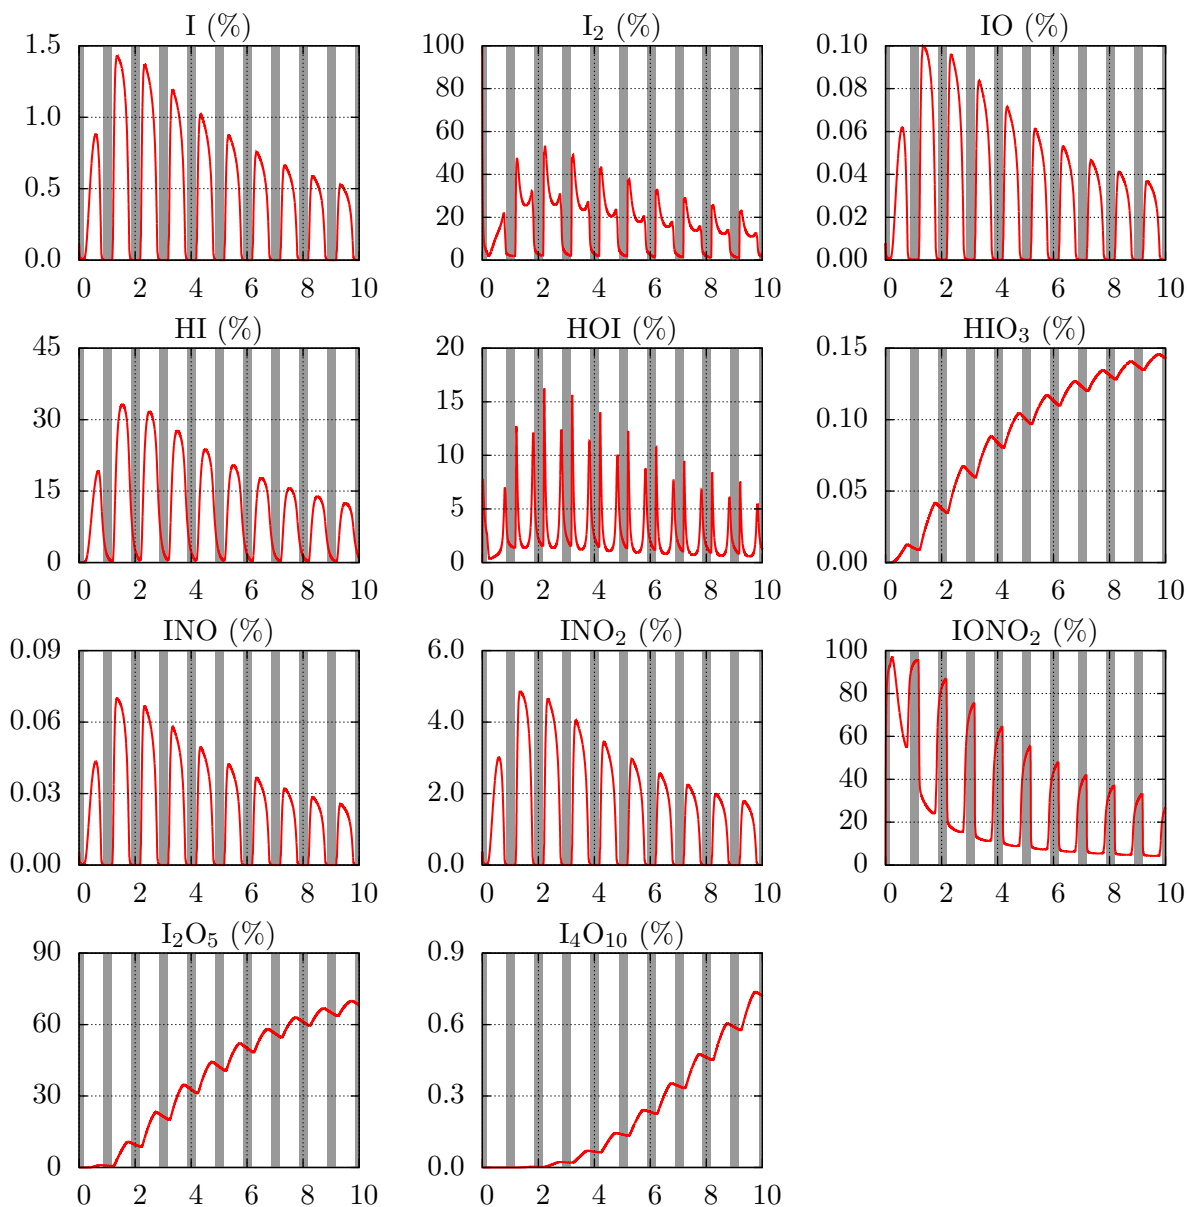 I (%) I₂ (%) IO (%)
1.5 100 0.10
80 0.08
1.0 60 0.06
0.5 40 0.04
20 0.02
0.0 0 0.00
0 2 4 6 8 10 0 2 4 6 8 10 0 2 4 6 8 10
HI (%) HOI (%) HIO₃ (%)
45 20 0.15
30 15 0.10
10
15 5 0.05
0 0 0.00
0 2 4 6 8 10 0 2 4 6 8 10 0 2 4 6 8 10
INO (%) INO₂ (%) IONO₂ (%)
0.09 6.0 100
80
0.06 4.0 60
0.03 2.0 40
20
0.00 0.0 0
0 2 4 6 8 10 0 2 4 6 8 10 0 2 4 6 8 10
I₂O₅ (%) I₄O₁₀ (%)
90 0.9
60 0.6
30 0.3
0 0.0
0 2 4 6 8 10 0 2 4 6 8 10